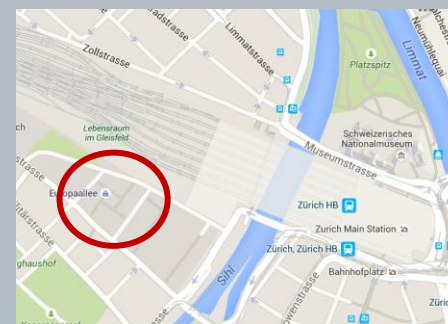 Zollstrasse
Limmatstrasse
Limmat
Neumühlequai
Platzspitz
Lebensraum
im Gleisfeld
Schweizerisches
Nationalmuseum
Museumstrasse
Europaallee
Zürich HB
Zürich Main Station
Zürich, Zürich HB
Bahnhofplatz
Sihl